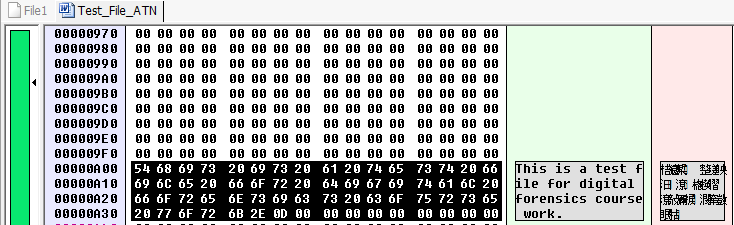 File1 Test_File_ATN
00000970 00 00 00 00 00 00 00 00 00 00 00 00 00 00 00 00
00000980 00 00 00 00 00 00 00 00 00 00 00 00 00 00 00 00
00000990 00 00 00 00 00 00 00 00 00 00 00 00 00 00 00 00
000009A0 00 00 00 00 00 00 00 00 00 00 00 00 00 00 00 00
000009B0 00 00 00 00 00 00 00 00 00 00 00 00 00 00 00 00
000009C0 00 00 00 00 00 00 00 00 00 00 00 00 00 00 00 00
000009D0 00 00 00 00 00 00 00 00 00 00 00 00 00 00 00 00
000009E0 00 00 00 00 00 00 00 00 00 00 00 00 00 00 00 00
000009F0 00 00 00 00 00 00 00 00 00 00 00 00 00 00 00 00
00000A00 54 68 69 73 20 69 73 20 61 20 74 65 73 74 20 66 This is a test f
00000A10 69 6C 65 20 66 6F 72 20 64 69 67 69 74 61 6C 20 ile for digital
00000A20 66 6F 72 65 6E 73 69 63 73 20 63 6F 75 72 73 65 forensics course
00000A30 20 77 6F 72 6B 2E 0D 00 00 00 00 00 00 00 00 00 work.